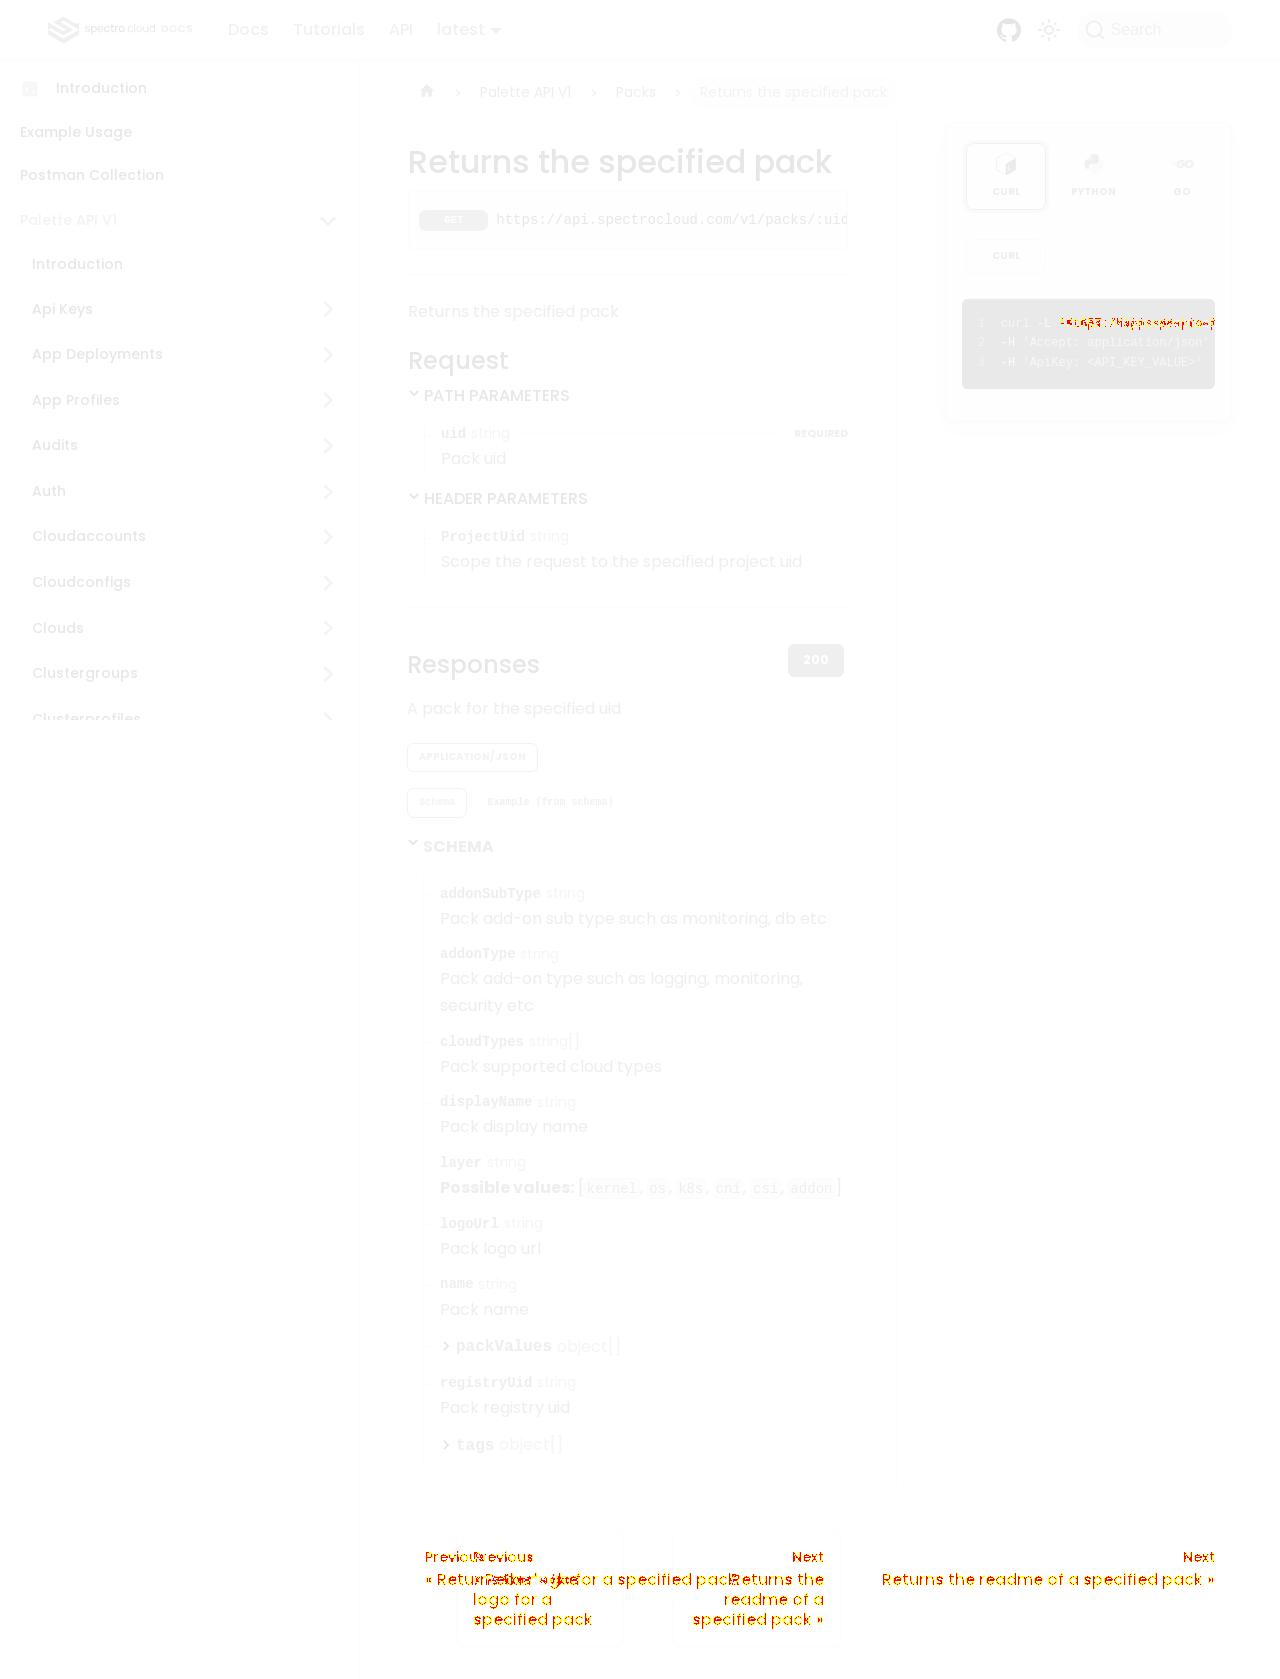 spectro cloud DOCS
Docs
Tutorials
API
latest
Search
Introduction
Example Usage
Postman Collection
Palette API V1
Introduction
Api Keys
App Deployments
App Profiles
Audits
Auth
Cloudaccounts
Cloudconfigs
Clouds
Clustergroups
Clusterprofiles
Palette API V1
Packs
Returns the specified pack
Returns the specified pack
GET https://api.spectrocloud.com/v1/packs/:uid
Returns the specified pack
Request
PATH PARAMETERS
uid string REQUIRED
Pack uid
HEADER PARAMETERS
ProjectUid string
Scope the request to the specified project uid
Responses
200
A pack for the specified uid
APPLICATION/JSON
Schema
Example (from schema)
SCHEMA
addonSubType string
Pack add-on sub type such as monitoring, db etc
addonType string
Pack add-on type such as logging, monitoring,
security etc
cloudTypes string[]
Pack supported cloud types
displayName string
Pack display name
layer string
Possible values: [kernel, os, k8s, cni, csi, addon]
logoUrl string
Pack logo url
name string
Pack name
packValues object[]
registryUid string
Pack registry uid
tags object[]
CURL
PYTHON
GO
CURL
1 curl -L
2 -H 'Accept: application/json'
3 -H 'ApiKey: <API_KEY_VALUE>'
Previous
Previous
logo for a
specified pack
Next
Returns the
readme of a
specified pack »
Next
Returns the readme of a specified pack »